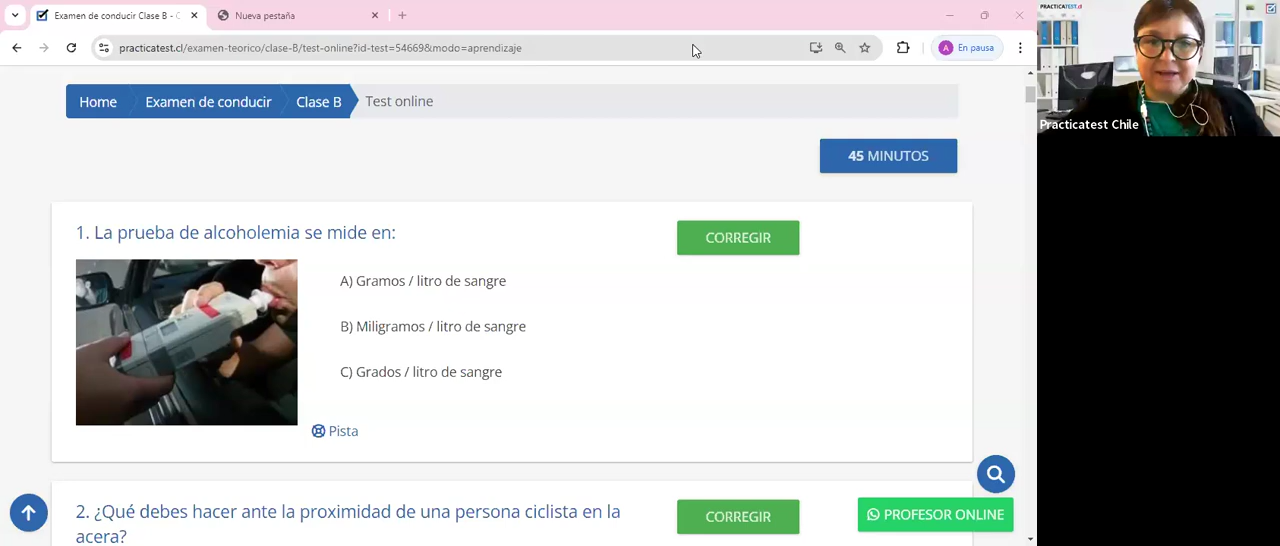 Examen de conducir Clase B - C
Nueva pestaña
practicatest.cl/examen-teorico/clase-B/test-online?id-test=54669&modo=aprendizaje
A
En pausa
PRACTICATEST.cl
Practicatest Chile
Home
Examen de conducir
Clase B
Test online
45 MINUTOS
1. La prueba de alcoholemia se mide en:
CORREGIR
A) Gramos / litro de sangre
B) Miligramos / litro de sangre
C) Grados / litro de sangre
Pista
2. ¿Qué debes hacer ante la proximidad de una persona ciclista en la
acera?
CORREGIR
PROFESOR ONLINE